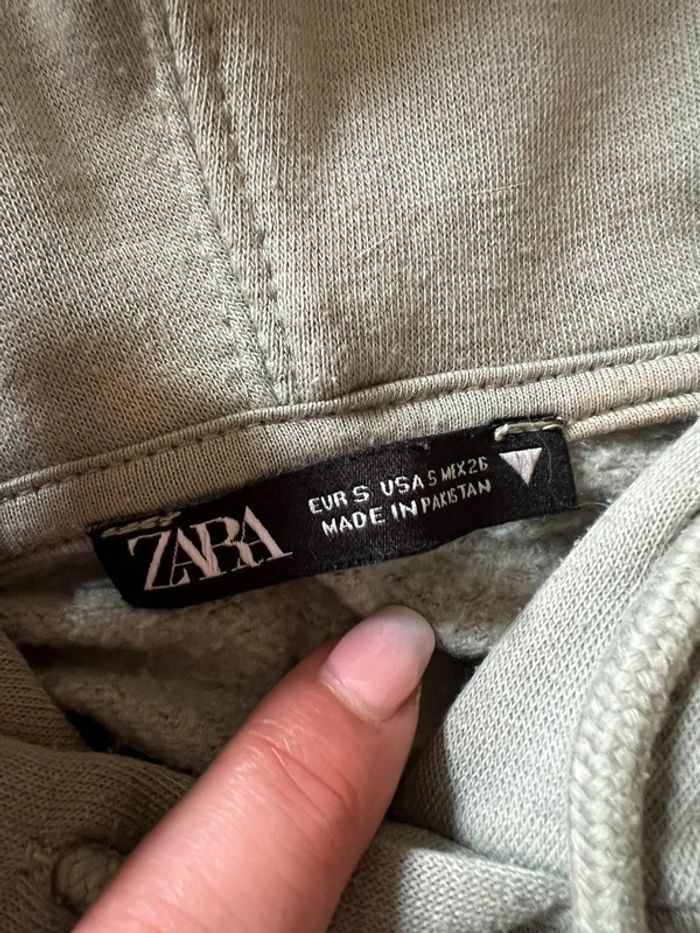 ZARA
EUR S USA S MEX 26
MADE IN PAKISTAN